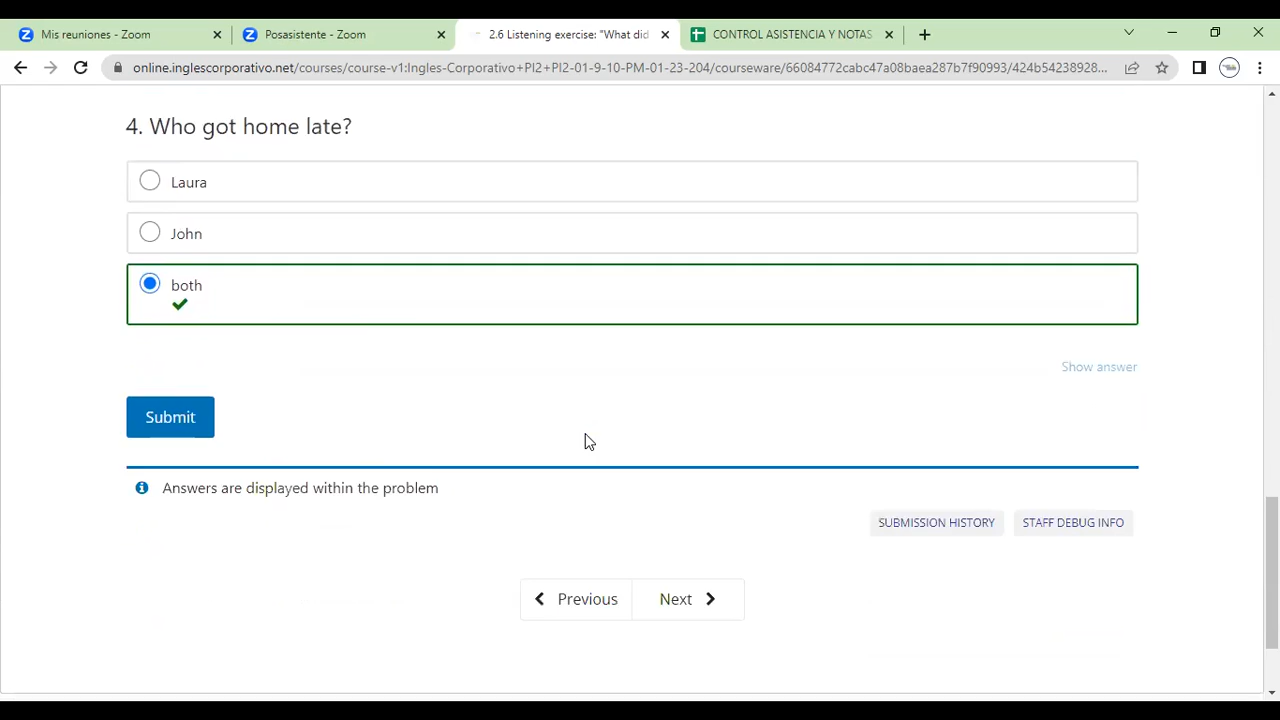 Mis reuniones - Zoom
Posasistente - Zoom
2.6 Listening exercise: "What did
CONTROL ASISTENCIA Y NOTAS
online.inglescorporativo.net/courses/course-v1:Ingles-Corporativo+PI2+PI2-01-9-10-PM-01-23-204/courseware/66084772cabc47a08baea287b7f90993/424b54238928...
4. Who got home late?
Laura
John
both
Show answer
Submit
Answers are displayed within the problem
SUBMISSION HISTORY
STAFF DEBUG INFO
Previous
Next